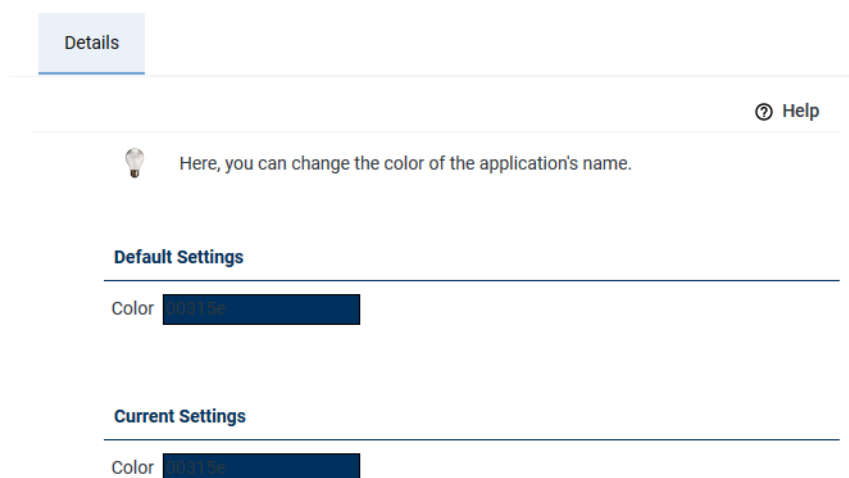 Details
Help
Here, you can change the color of the application's name.
Default Settings
Color 00315e
Current Settings
Color 00315e